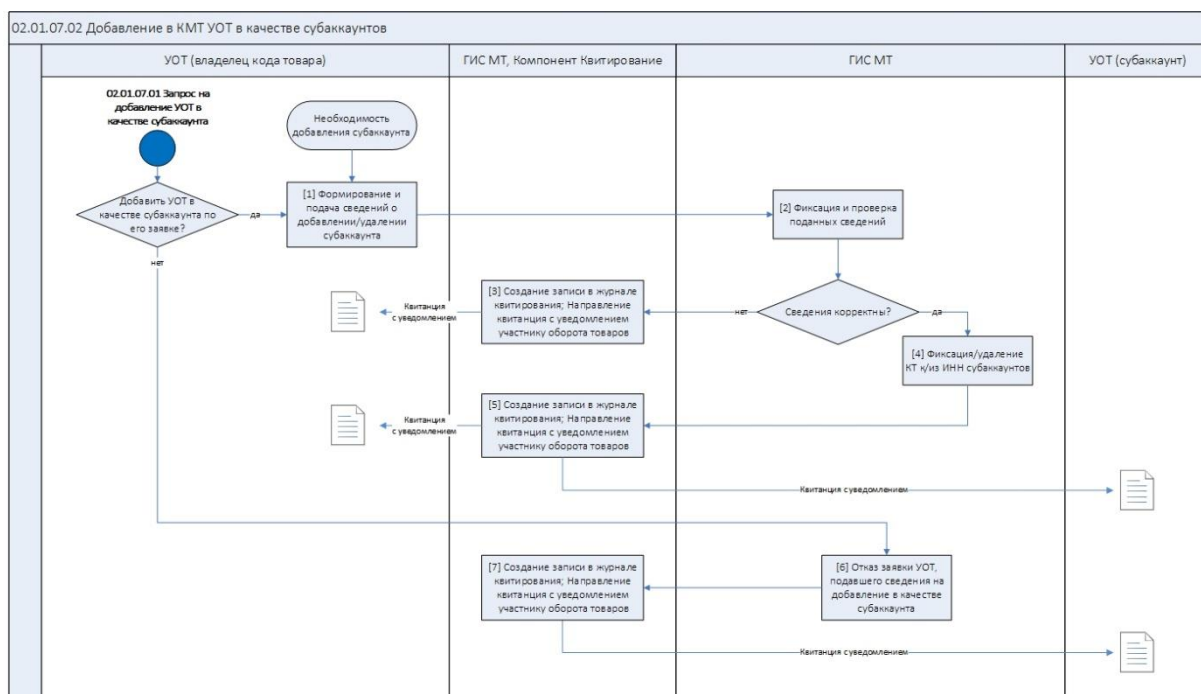 02.01.07.02 Добавление в КМТ УОТ в качестве субаккаунтов
УОТ (владелец кода товара)
ГИС МТ, Компонент Квитирование
ГИС МТ
УОТ (субаккаунт)
02.01.07.01 Запрос на
добавление УОТ в
качестве субаккаунта
Необходимость
добавления субаккаунта
Добавить УОТ в
качестве субаккаунта по
его заявке?
да
нет
[1] Формирование и
подача сведений о
добавлении/удалении
субаккаунта
[2] Фиксация и проверка
поданных сведений
Сведения корректны?
нет
да
[3] Создание записи в журнале
квитирования; Направление
квитанция с уведомлением
участнику оборота товаров
Квитанция
с уведомлением
[4] Фиксация/удаление
КТ к/из ИНН субаккаунтов
[5] Создание записи в журнале
квитирования; Направление
квитанция с уведомлением
участнику оборота товаров
Квитанция
с уведомлением
Квитанция с уведомлением
[6] Отказ заявки УОТ,
подавшего сведения на
добавление в качестве
субаккаунта
[7] Создание записи в журнале
квитирования; Направление
квитанция с уведомлением
участнику оборота товаров
Квитанция с уведомлением